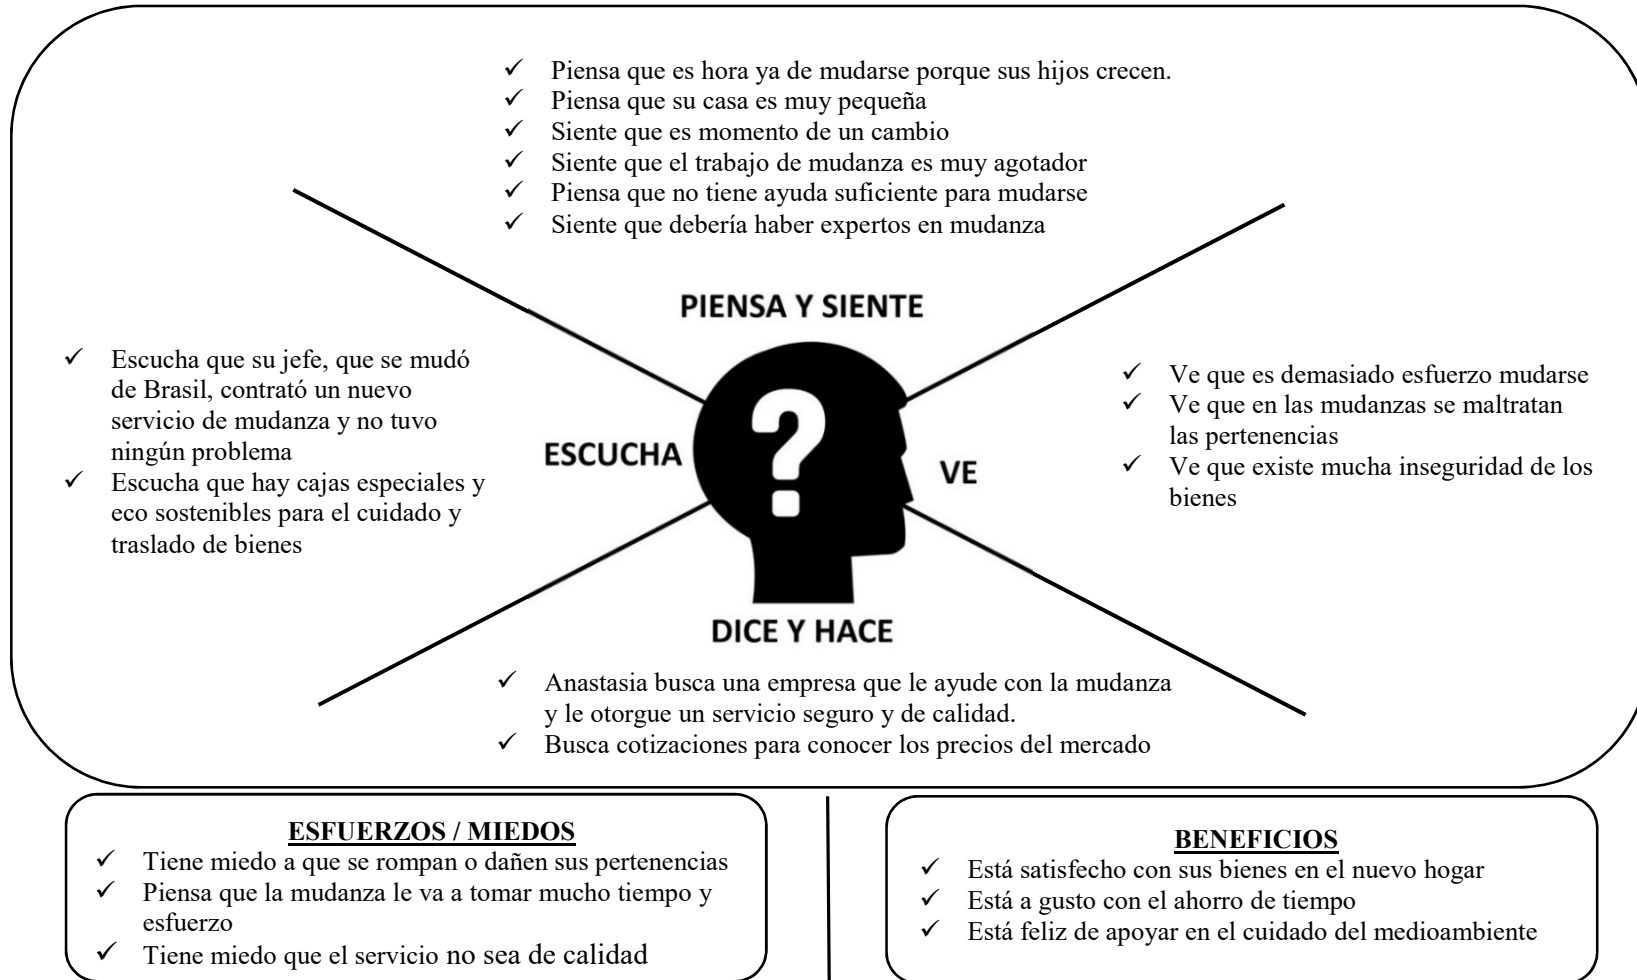 ✓ Piensa que es hora ya de mudarse porque sus hijos crecen.
✓ Piensa que su casa es muy pequeña
✓ Siente que es momento de un cambio
✓ Siente que el trabajo de mudanza es muy agotador
✓ Piensa que no tiene ayuda suficiente para mudarse
✓ Siente que debería haber expertos en mudanza
PIENSA Y SIENTE
✓ Escucha que su jefe, que se mudó
de Brasil, contrató un nuevo
servicio de mudanza y no tuvo
ningún problema
✓ Escucha que hay cajas especiales y
eco sostenibles para el cuidado y
traslado de bienes
ESCUCHA
?
VE
✓ Ve que es demasiado esfuerzo mudarse
✓ Ve que en las mudanzas se maltratan
las pertenencias
✓ Ve que existe mucha inseguridad de los
bienes
DICE Y HACE
✓ Anastasia busca una empresa que le ayude con la mudanza
y le otorgue un servicio seguro y de calidad.
✓ Busca cotizaciones para conocer los precios del mercado
ESFUERZOS / MIEDOS
✓ Tiene miedo a que se rompan o dañen sus pertenencias
✓ Piensa que la mudanza le va a tomar mucho tiempo y
esfuerzo
✓ Tiene miedo que el servicio no sea de calidad
BENEFICIOS
✓ Está satisfecho con sus bienes en el nuevo hogar
✓ Está a gusto con el ahorro de tiempo
✓ Está feliz de apoyar en el cuidado del medioambiente